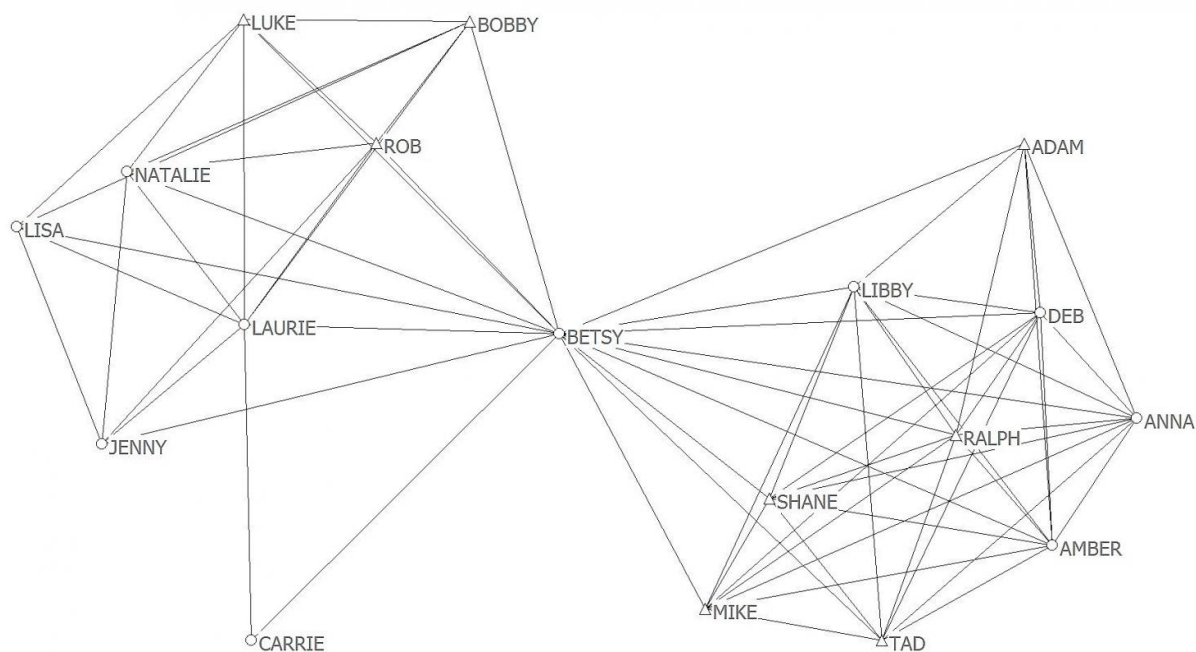 LUKE
BOBBY
ROB
ADAM
NATALIE
LISA
LIBBY
DEB
LAURIE
BETSY
ANNA
RALPH
JENNY
SHANE
AMBER
MIKE
CARRIE
TAD